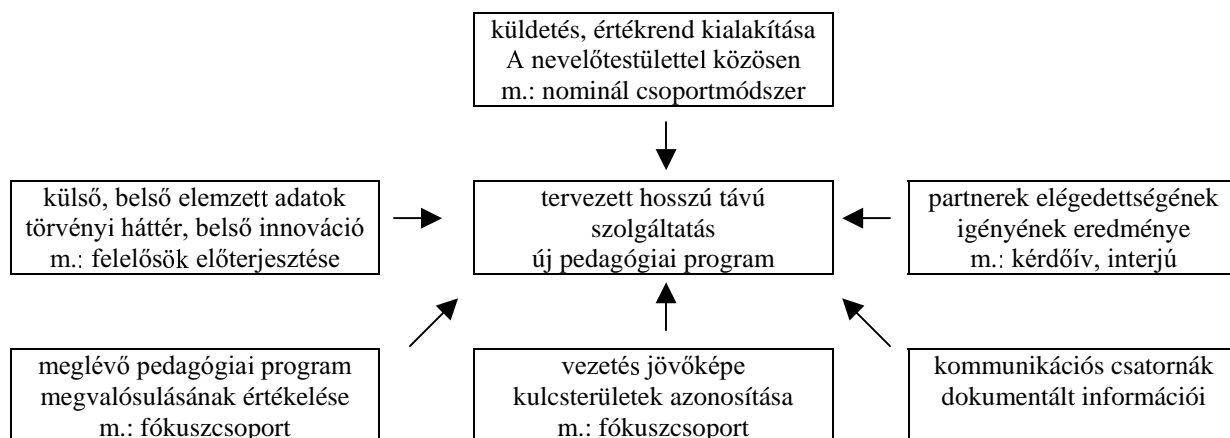 küldetés, értékrend kialakítása
A nevelőtestülettel közösen
m.: nominál csoportmódszer
külső, belső elemzett adatok
törvényi háttér, belső innováció
m.: felelősök előterjesztése
tervezett hosszú távú
szolgáltatás
új pedagógiai program
partnerek elégedettségének
igényének eredménye
m.: kérdőív, interjú
meglévő pedagógiai program
megvalósulásának értékelése
m.: fókuszcsoport
vezetés jövőképe
kulcsterületek azonosítása
m.: fókuszcsoport
kommunikációs csatornák
dokumentált információi